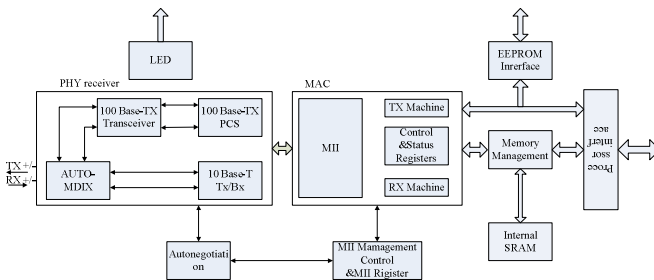 LED
EEPROM
Inrerface
PHY receiver
MAC
100 Base-TX
Transceiver
100 Base-TX
PCS
MII
TX Machine
Control
&Status
Registers
RX Machine
Memory
Management
Proce
ssor
interf
ace
TX +/-
RX +/-
AUTO-
MDIX
10 Base-T
Tx/Bx
Autonegotiati
on
MII Mamagement
Control
&MII Rigister
Internal
SRAM